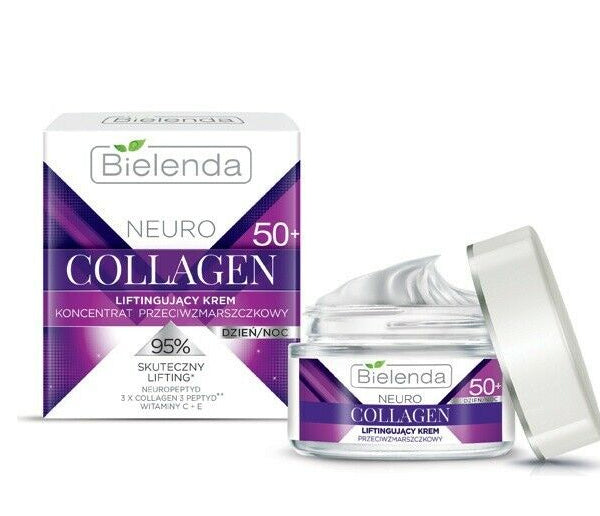 Bielenda
NEURO
50+
COLLAGEN
LIFTINGUJĄCY KREM
KONCENTRAT PRZECIWZMARSZCZKOWY
DZIEŃ/NOC
95%
SKUTECZNY
LIFTING*
NEUROPEPTYD
3 X COLLAGEN 3 PEPTYD**
WITAMINY C + E
Bielenda
NEURO
50+
DZIEŃ/NOC
COLLAGEN
LIFTINGUJĄCY KREM
PRZECIWZMARSZCZKOWY